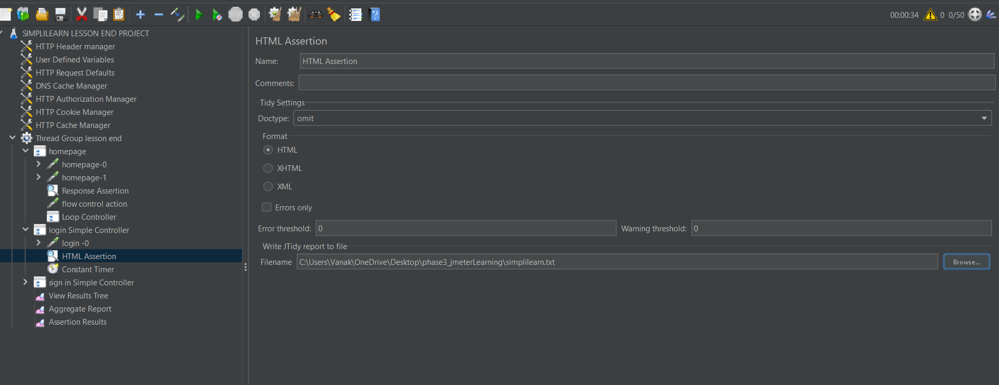 00:00:34 0 0/50
SIMPLILEARN LESSON END PROJECT
HTTP Header manager
User Defined Variables
HTTP Request Defaults
DNS Cache Manager
HTTP Authorization Manager
HTTP Cookie Manager
HTTP Cache Manager
Thread Group lesson end
homepage
homepage-0
homepage-1
Response Assertion
flow control action
Loop Controller
login Simple Controller
login -0
HTML Assertion
Constant Timer
sign in Simple Controller
View Results Tree
Aggregate Report
Assertion Results
HTML Assertion
Name: HTML Assertion
Comments:
Tidy Settings
Doctype: omit
Format
HTML
XHTML
XML
Errors only
Error threshold: 0 Warning threshold: 0
Write JTidy report to file
Filename C:\Users\Vanak\OneDrive\Desktop\phase3_jmeterLearning\simplilearn.txt Browse...